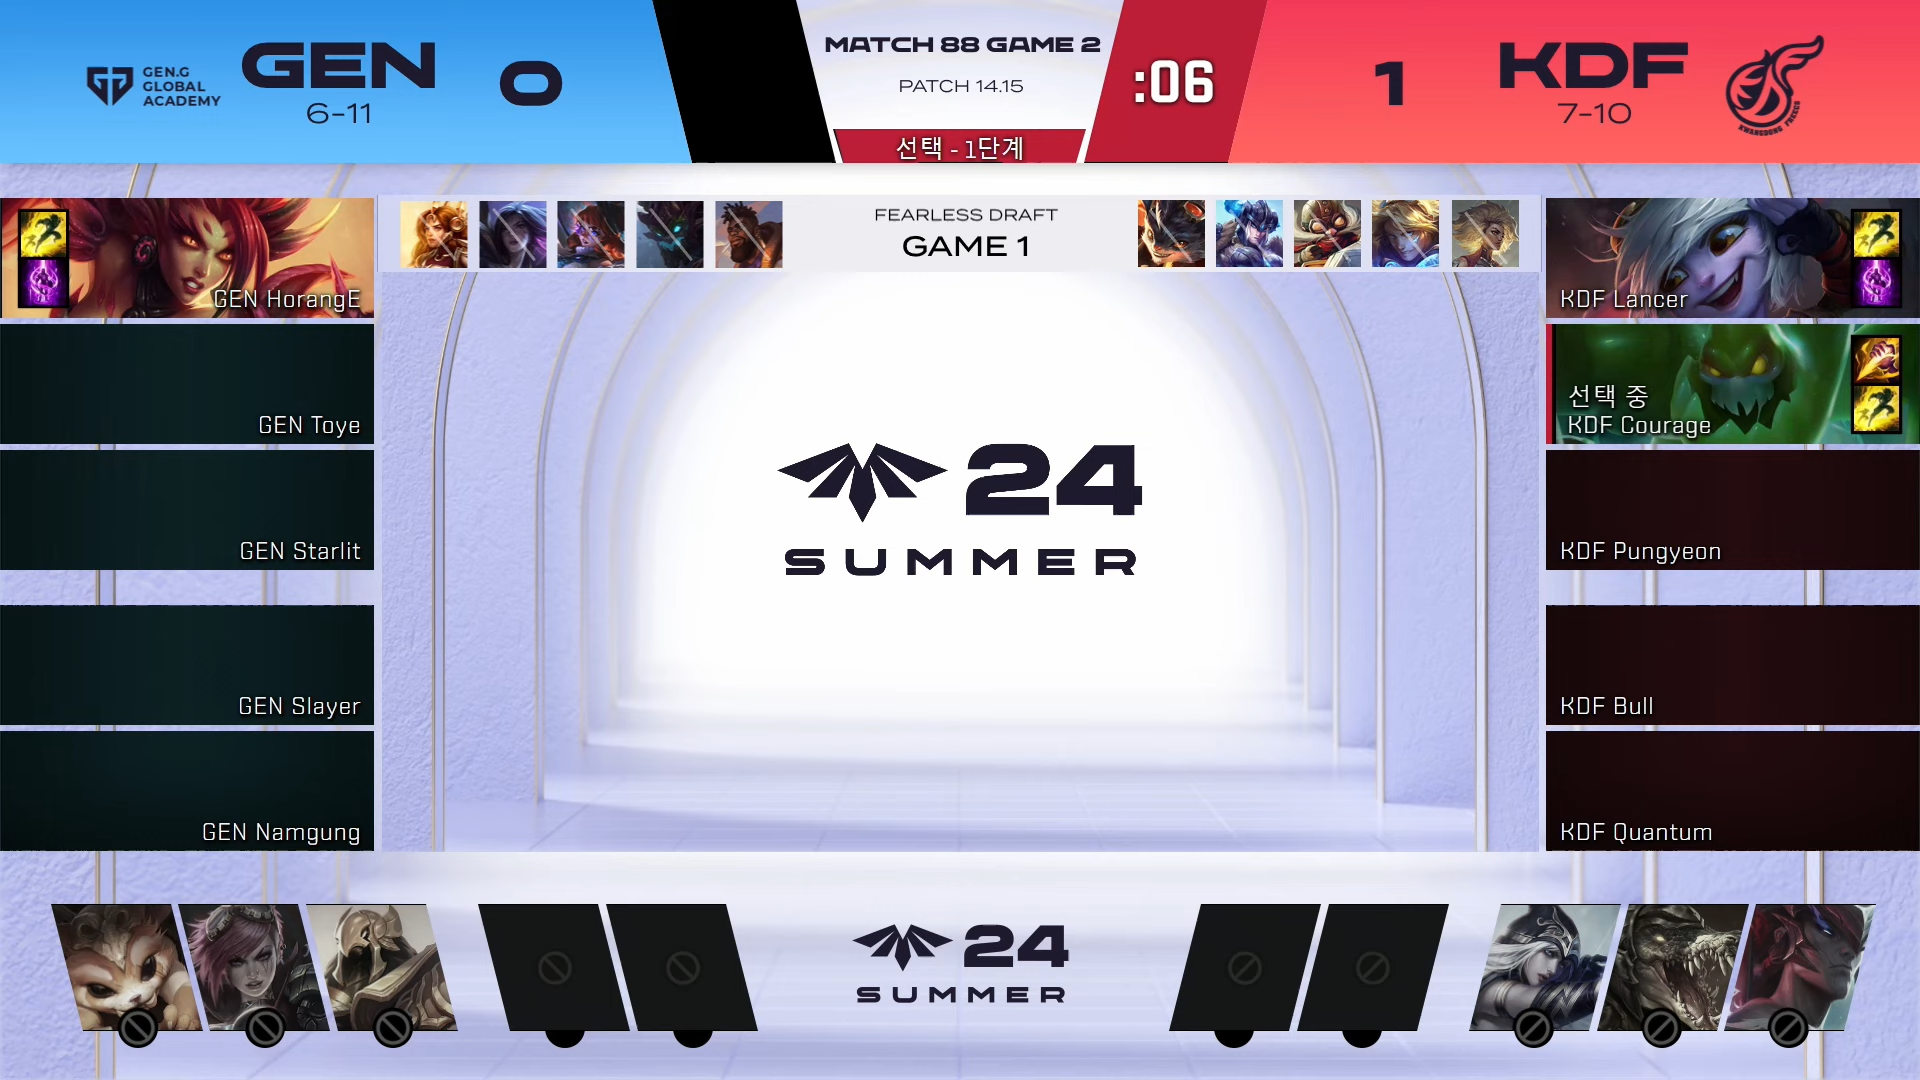 GEN.G
GLOBAL
ACADEMY
GEN
6-11
0
MATCH 88 GAME 2
PATCH 14.15
선택 - 1단계
:06
1
KDF
7-10
KWANGDONG FREECS
FEARLESS DRAFT
GAME 1
GEN HorangE
GEN Toye
GEN Starlit
GEN Slayer
GEN Namgung
KDF Lancer
선택 중
KDF Courage
KDF Pungyeon
KDF Bull
KDF Quantum
24
SUMMER
24
SUMMER